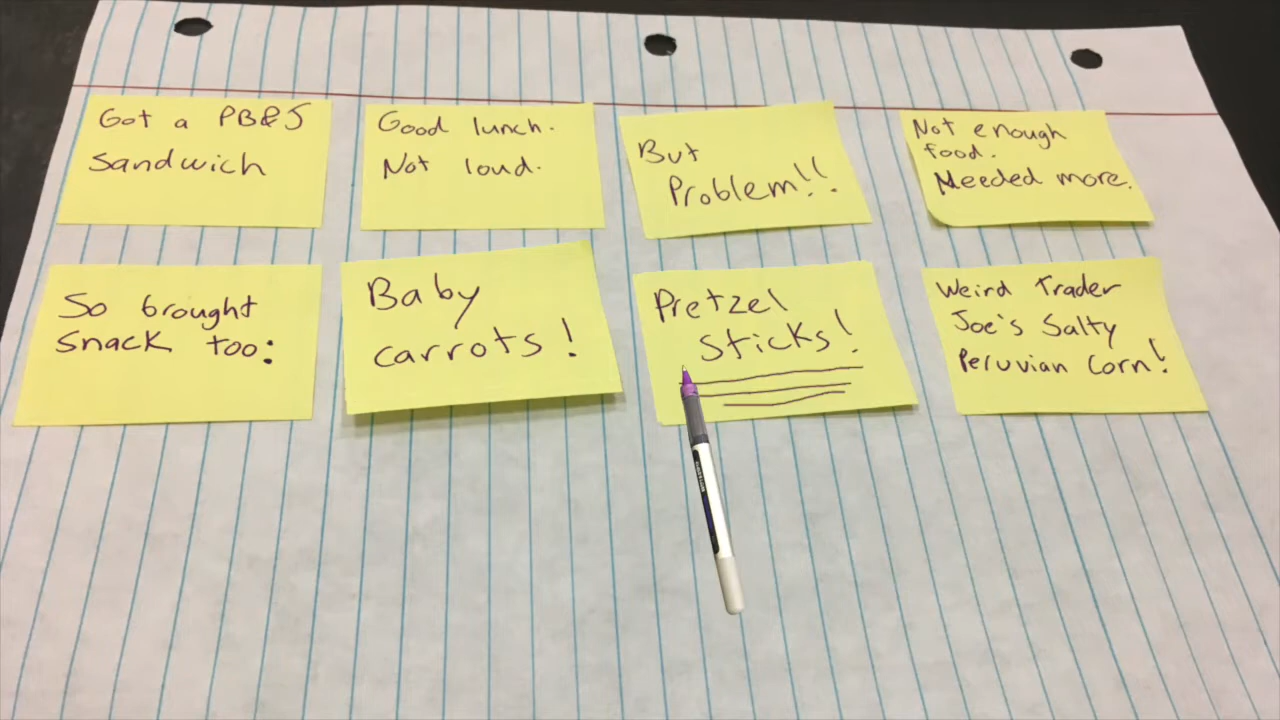 Got a PB&J
Sandwich
Good lunch.
Not loud.
But
Problem!!
Not enough
food.
Needed more.
So brought
Snack too:
Baby
carrots!
Pretzel
Sticks!
Weird Trader
Joe's Salty
Peruvian Corn!